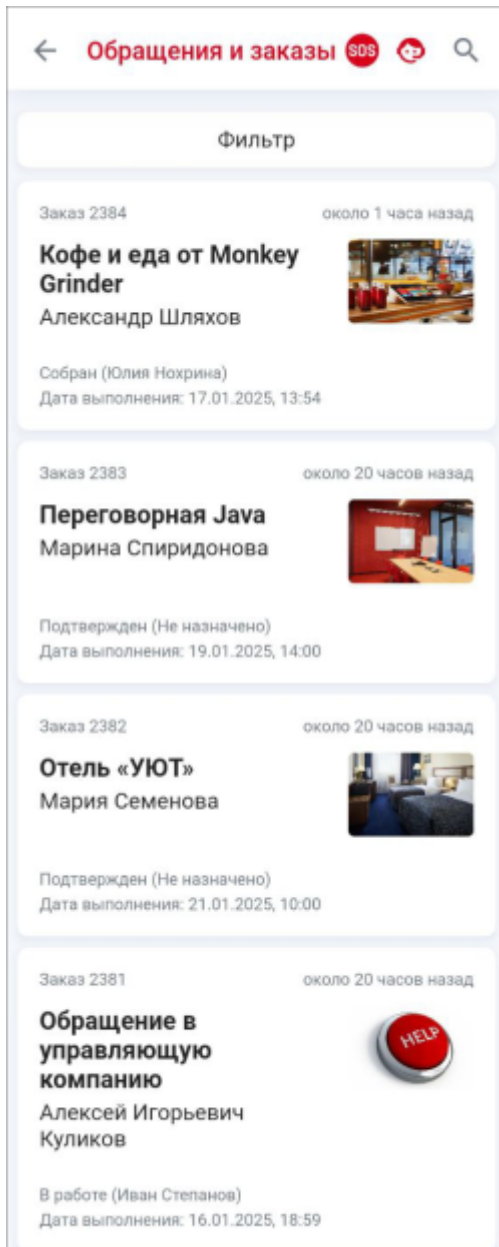 Обращения и заказы SOS
Фильтр
Заказ 2384 около 1 часа назад
Кофе и еда от Monkey
Grinder
Александр Шляхов
Собран (Юлия Нохрина)
Дата выполнения: 17.01.2025, 13:54
Заказ 2383 около 20 часов назад
Переговорная Java
Марина Спиридонова
Подтвержден (Не назначено)
Дата выполнения: 19.01.2025, 14:00
Заказ 2382 около 20 часов назад
Отель «УЮТ»
Мария Семенова
Подтвержден (Не назначено)
Дата выполнения: 21.01.2025, 10:00
Заказ 2381 около 20 часов назад
Обращение в
управляющую
компанию
HELP
Алексей Игорьевич
Куликов
В работе (Иван Степанов)
Дата выполнения: 16.01.2025, 18:59